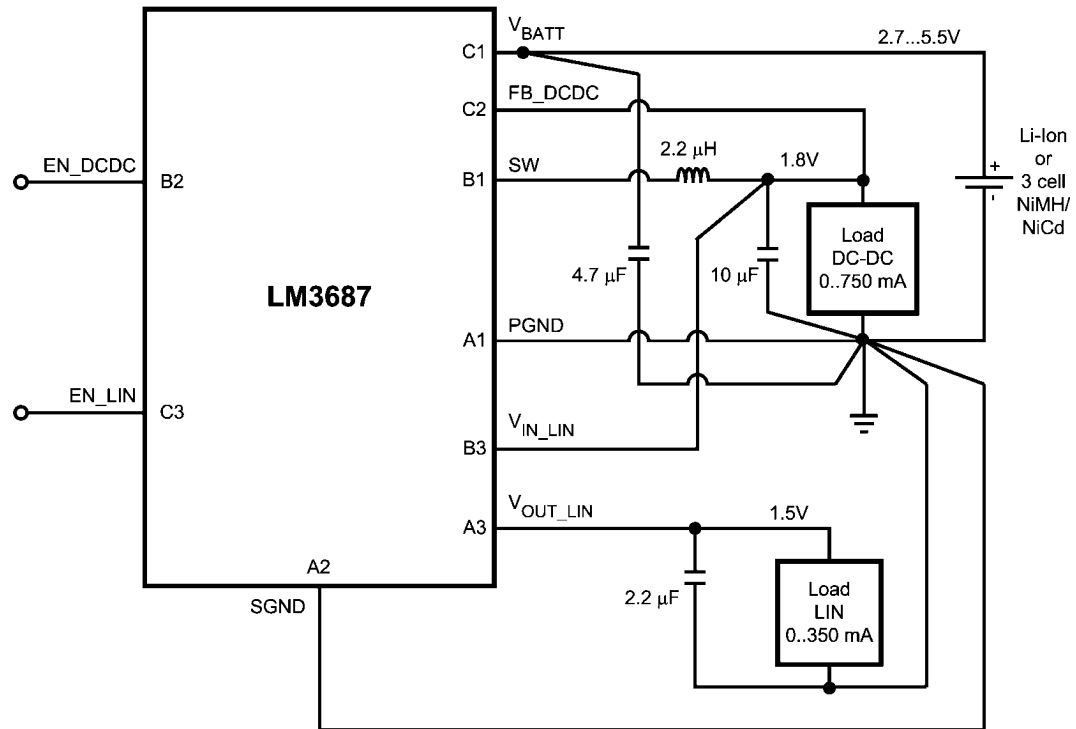 V_BATT
C1
2.7...5.5V
FB_DCDC
C2
2.2 μH
SW
1.8V
B1
EN_DCDC
B2
+
-
Li-Ion
or
3 cell
NiMH/
NiCd
Load
DC-DC
0..750 mA
4.7 μF
10 μF
LM3687
PGND
A1
EN_LIN
C3
V_IN_LIN
B3
V_OUT_LIN
A3
1.5V
A2
SGND
2.2 μF
Load
LIN
0..350 mA